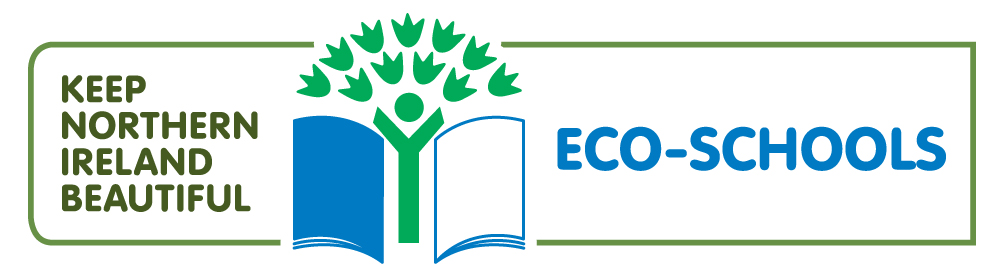 KEEP
NORTHERN
IRELAND
BEAUTIFUL
ECO-SCHOOLS